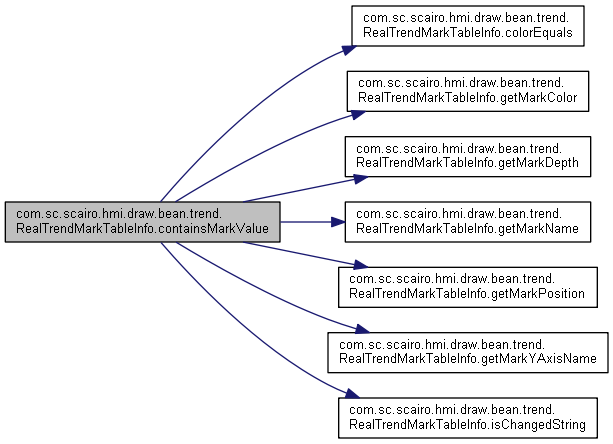 com.sc.scairo.hmi.draw.bean.trend.
RealTrendMarkTableInfo.colorEquals
com.sc.scairo.hmi.draw.bean.trend.
RealTrendMarkTableInfo.getMarkColor
com.sc.scairo.hmi.draw.bean.trend.
RealTrendMarkTableInfo.getMarkDepth
com.sc.scairo.hmi.draw.bean.trend.
RealTrendMarkTableInfo.containsMarkValue
com.sc.scairo.hmi.draw.bean.trend.
RealTrendMarkTableInfo.getMarkName
com.sc.scairo.hmi.draw.bean.trend.
RealTrendMarkTableInfo.getMarkPosition
com.sc.scairo.hmi.draw.bean.trend.
RealTrendMarkTableInfo.getMarkYAxisName
com.sc.scairo.hmi.draw.bean.trend.
RealTrendMarkTableInfo.isChangedString